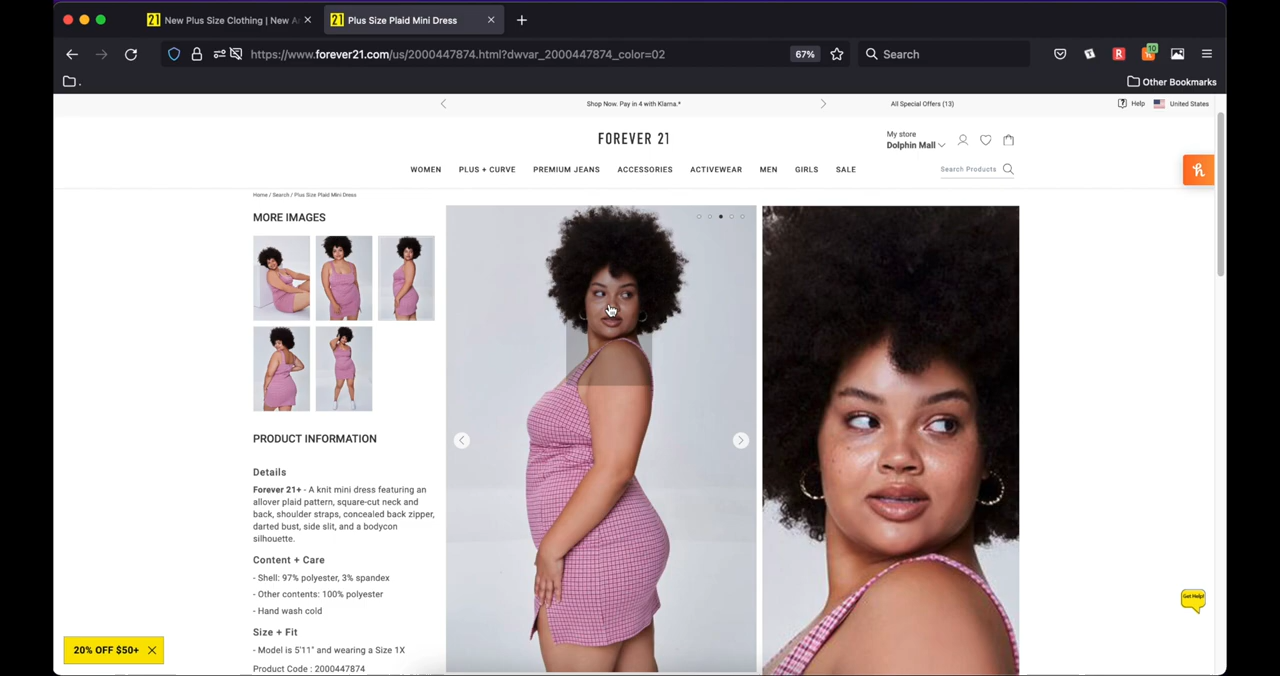 21 New Plus Size Clothing | New A
21 Plus Size Plaid Mini Dress
https://www.forever21.com/us/2000447874.html?dwvar_2000447874_color=02
67%
Search
10
Other Bookmarks
Shop Now. Pay in 4 with Klarna.*
All Special Offers (13)
Help
United States
FOREVER 21
My store
Dolphin Mall
WOMEN PLUS + CURVE PREMIUM JEANS ACCESSORIES ACTIVEWEAR MEN GIRLS SALE
Search Products
Home / Search / Plus Size Plaid Mini Dress
MORE IMAGES
PRODUCT INFORMATION
Details
Forever 21+ - A knit mini dress featuring an
allover plaid pattern, square-cut neck and
back, shoulder straps, concealed back zipper,
darted bust, side slit, and a bodycon
silhouette.
Content + Care
- Shell: 97% polyester, 3% spandex
- Other contents: 100% polyester
- Hand wash cold
Size + Fit
- Model is 5'11" and wearing a Size 1X
Product Code : 2000447874
20% OFF $50+
Get Help!